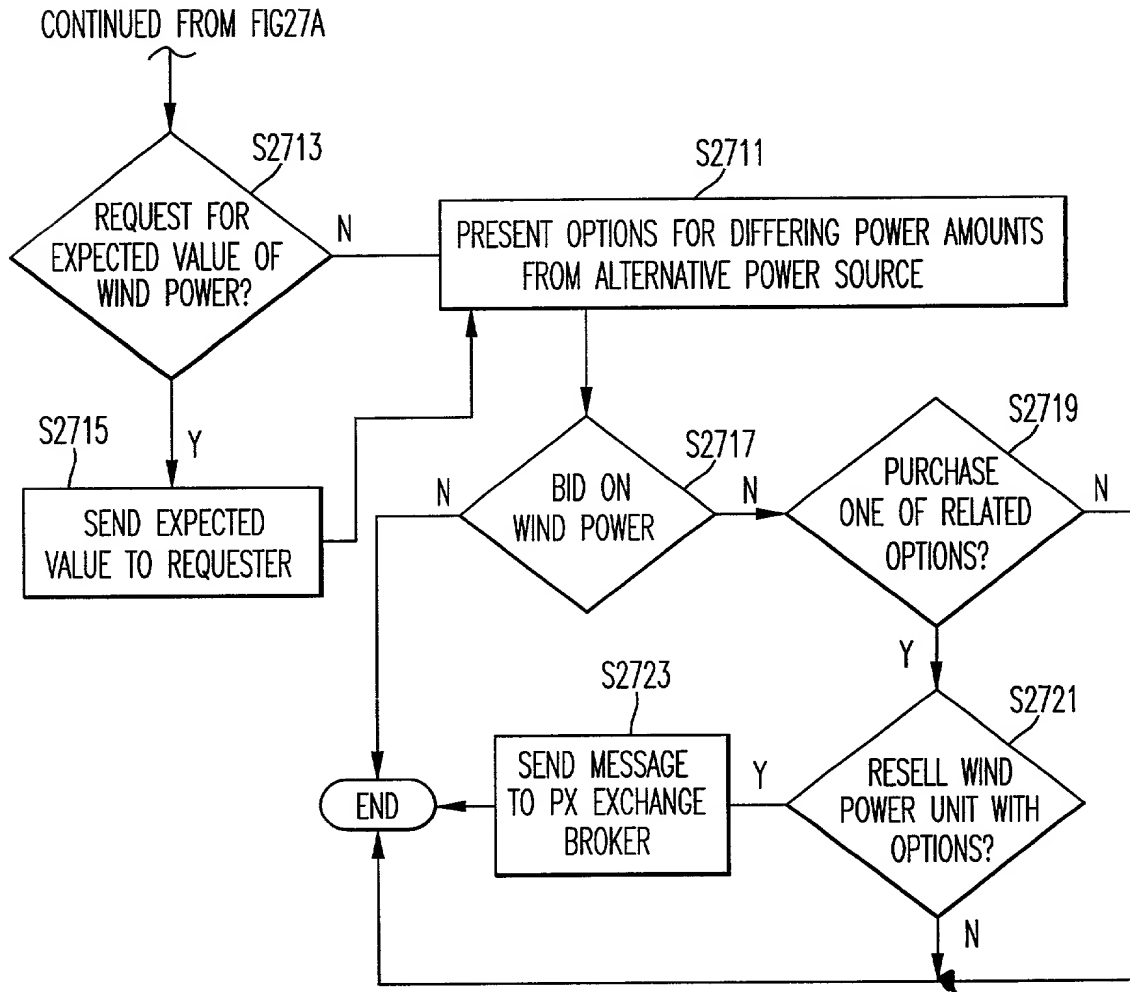 CONTINUED FROM FIG27A
S2713
REQUEST FOR
EXPECTED VALUE OF
WIND POWER?
N
Y
S2711
PRESENT OPTIONS FOR DIFFERING POWER AMOUNTS
FROM ALTERNATIVE POWER SOURCE
S2715
SEND EXPECTED
VALUE TO REQUESTER
S2717
N
BID ON
WIND POWER
N
S2719
PURCHASE
ONE OF RELATED
OPTIONS?
N
Y
S2721
RESELL WIND
POWER UNIT WITH
OPTIONS?
Y
N
S2723
SEND MESSAGE
TO PX EXCHANGE
BROKER
END